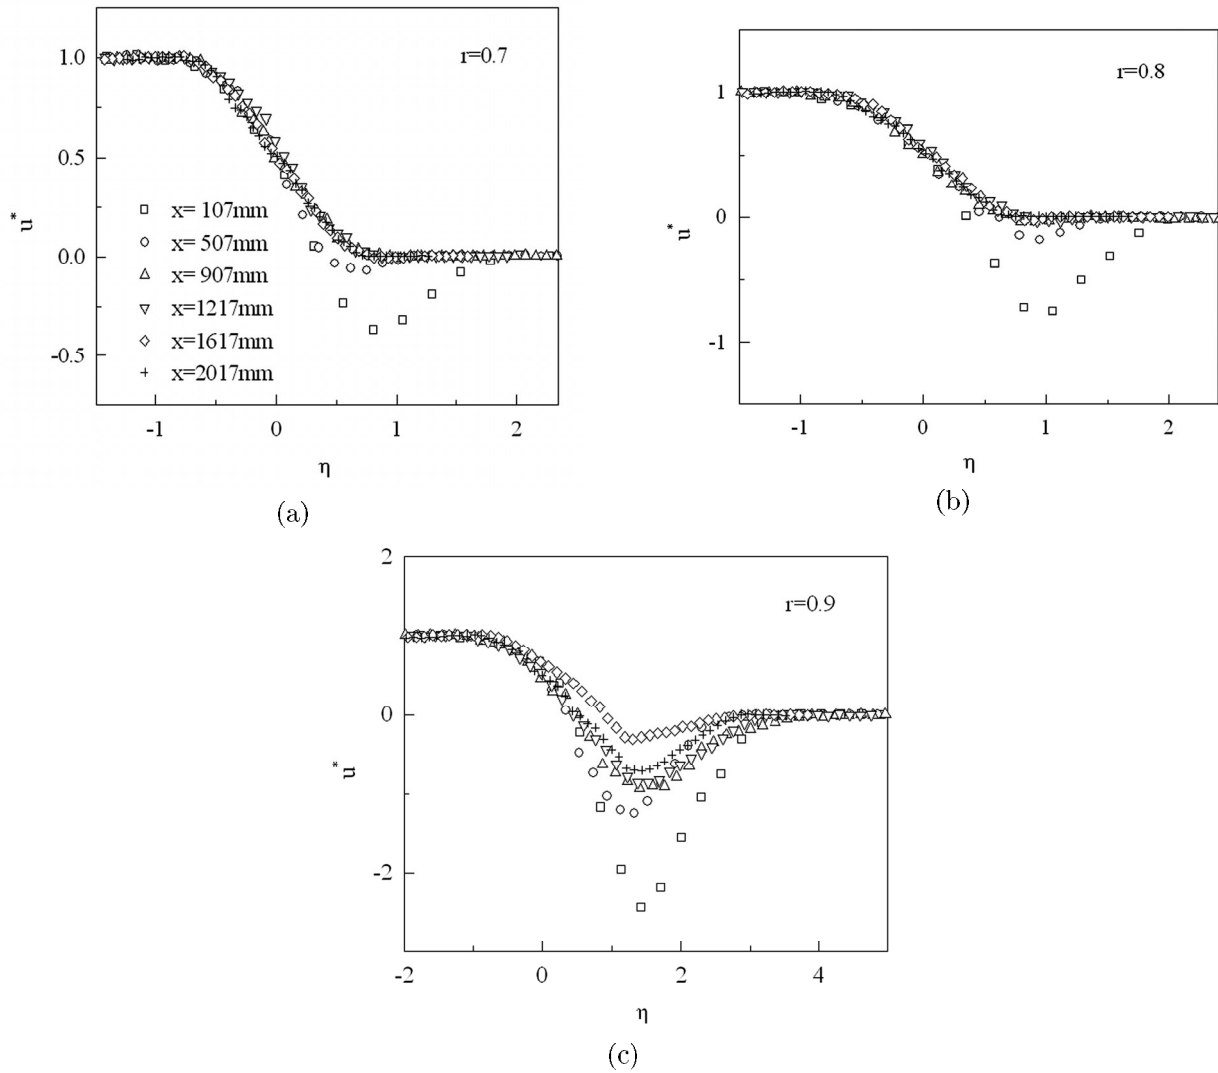 r=0.7
1.0
0.5
0.0
-0.5
u*
x= 107mm
x= 507mm
x= 907mm
x=1217mm
x=1617mm
x=2017mm
-1 0 1 2
η
(a)
r=0.8
1
0
-1
u*
-1 0 1 2
η
(b)
r=0.9
2
0
-2
u*
-2 0 2 4
η
(c)